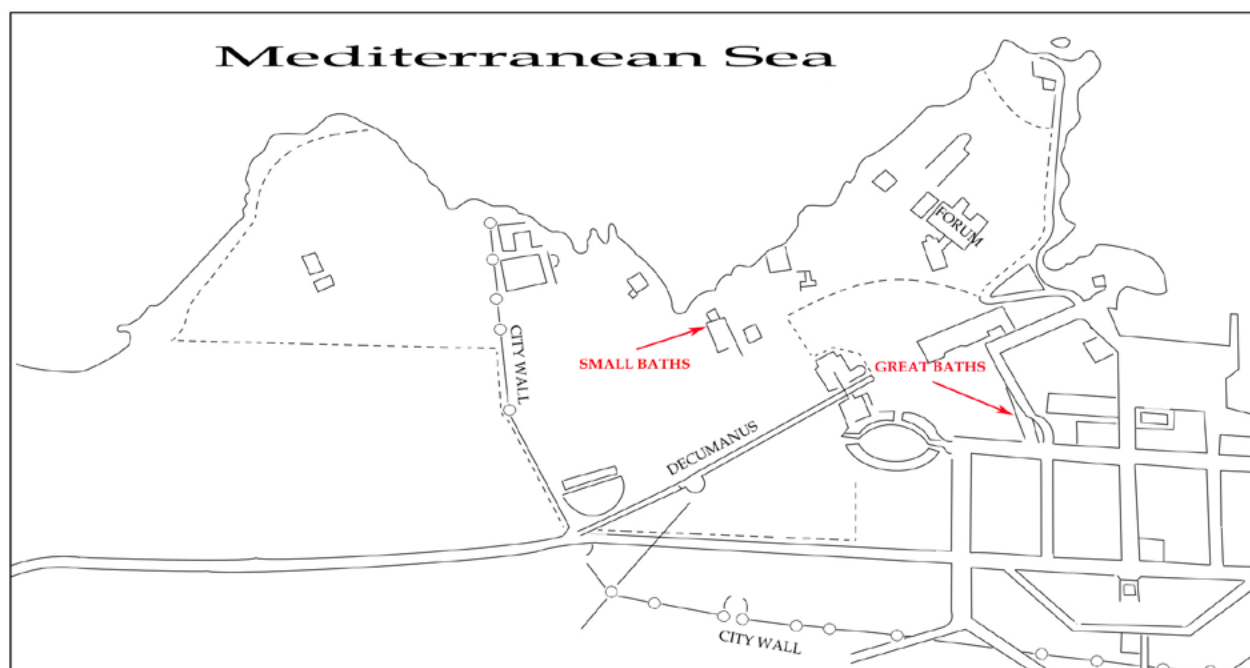 Mediterranean Sea
FORUM
CITY WALL
SMALL BATHS
GREAT BATHS
DECUMANUS
CITY WALL